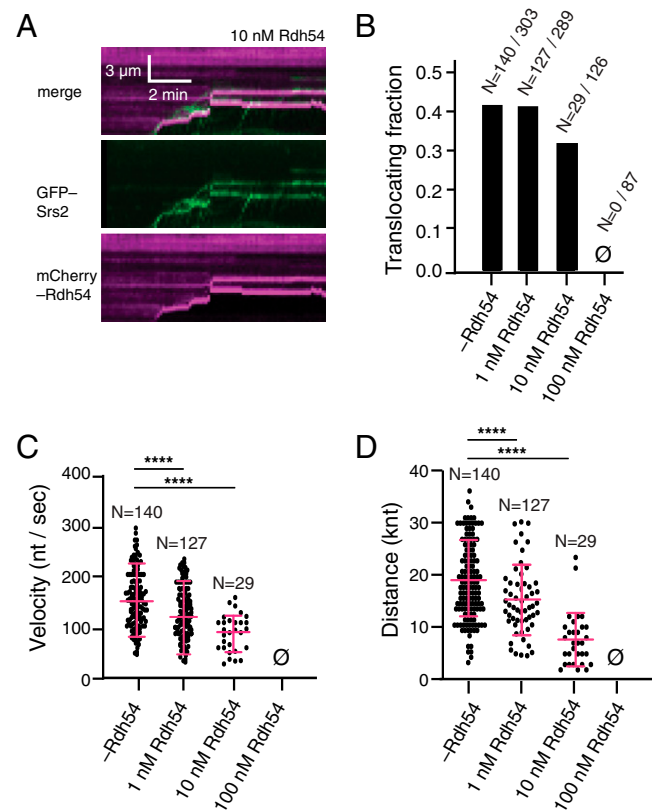 A
10 nM Rdh54
3 µm
2 min
merge
GFP–
Srs2
mCherry
–Rdh54
B
Translocating fraction
0.5
0.4
0.3
0.2
0.1
0.0
N=140 / 303
N=127 / 289
N=29 / 126
N=0 / 87
Ø
–Rdh54
1 nM Rdh54
10 nM Rdh54
100 nM Rdh54
C
Velocity (nt / sec)
400
300
200
100
0
****
****
N=140
N=127
N=29
Ø
–Rdh54
1 nM Rdh54
10 nM Rdh54
100 nM Rdh54
D
Distance (knt)
40
30
20
10
0
****
****
N=140
N=127
N=29
Ø
–Rdh54
1 nM Rdh54
10 nM Rdh54
100 nM Rdh54